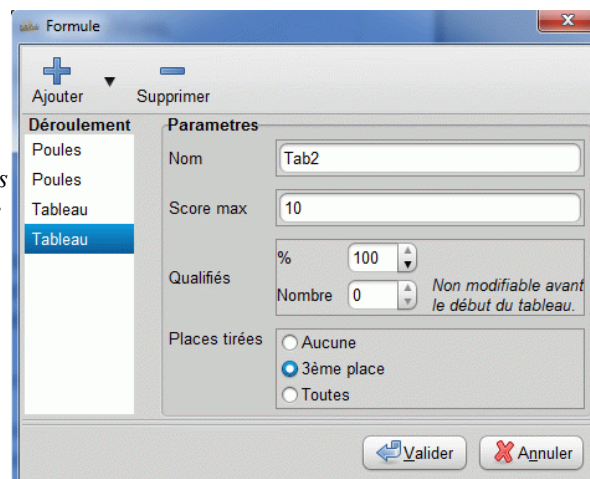 Formule
Ajouter
Supprimer
Déroulement
Poules
Poules
Tableau
Tableau
Parametres
Nom
Tab2
Score max
10
Qualifiés
%
100
Nombre
0
Non modifiable avant
le début du tableau.
Places tirées
Aucune
3ème place
Toutes
Valider
Annuler
s